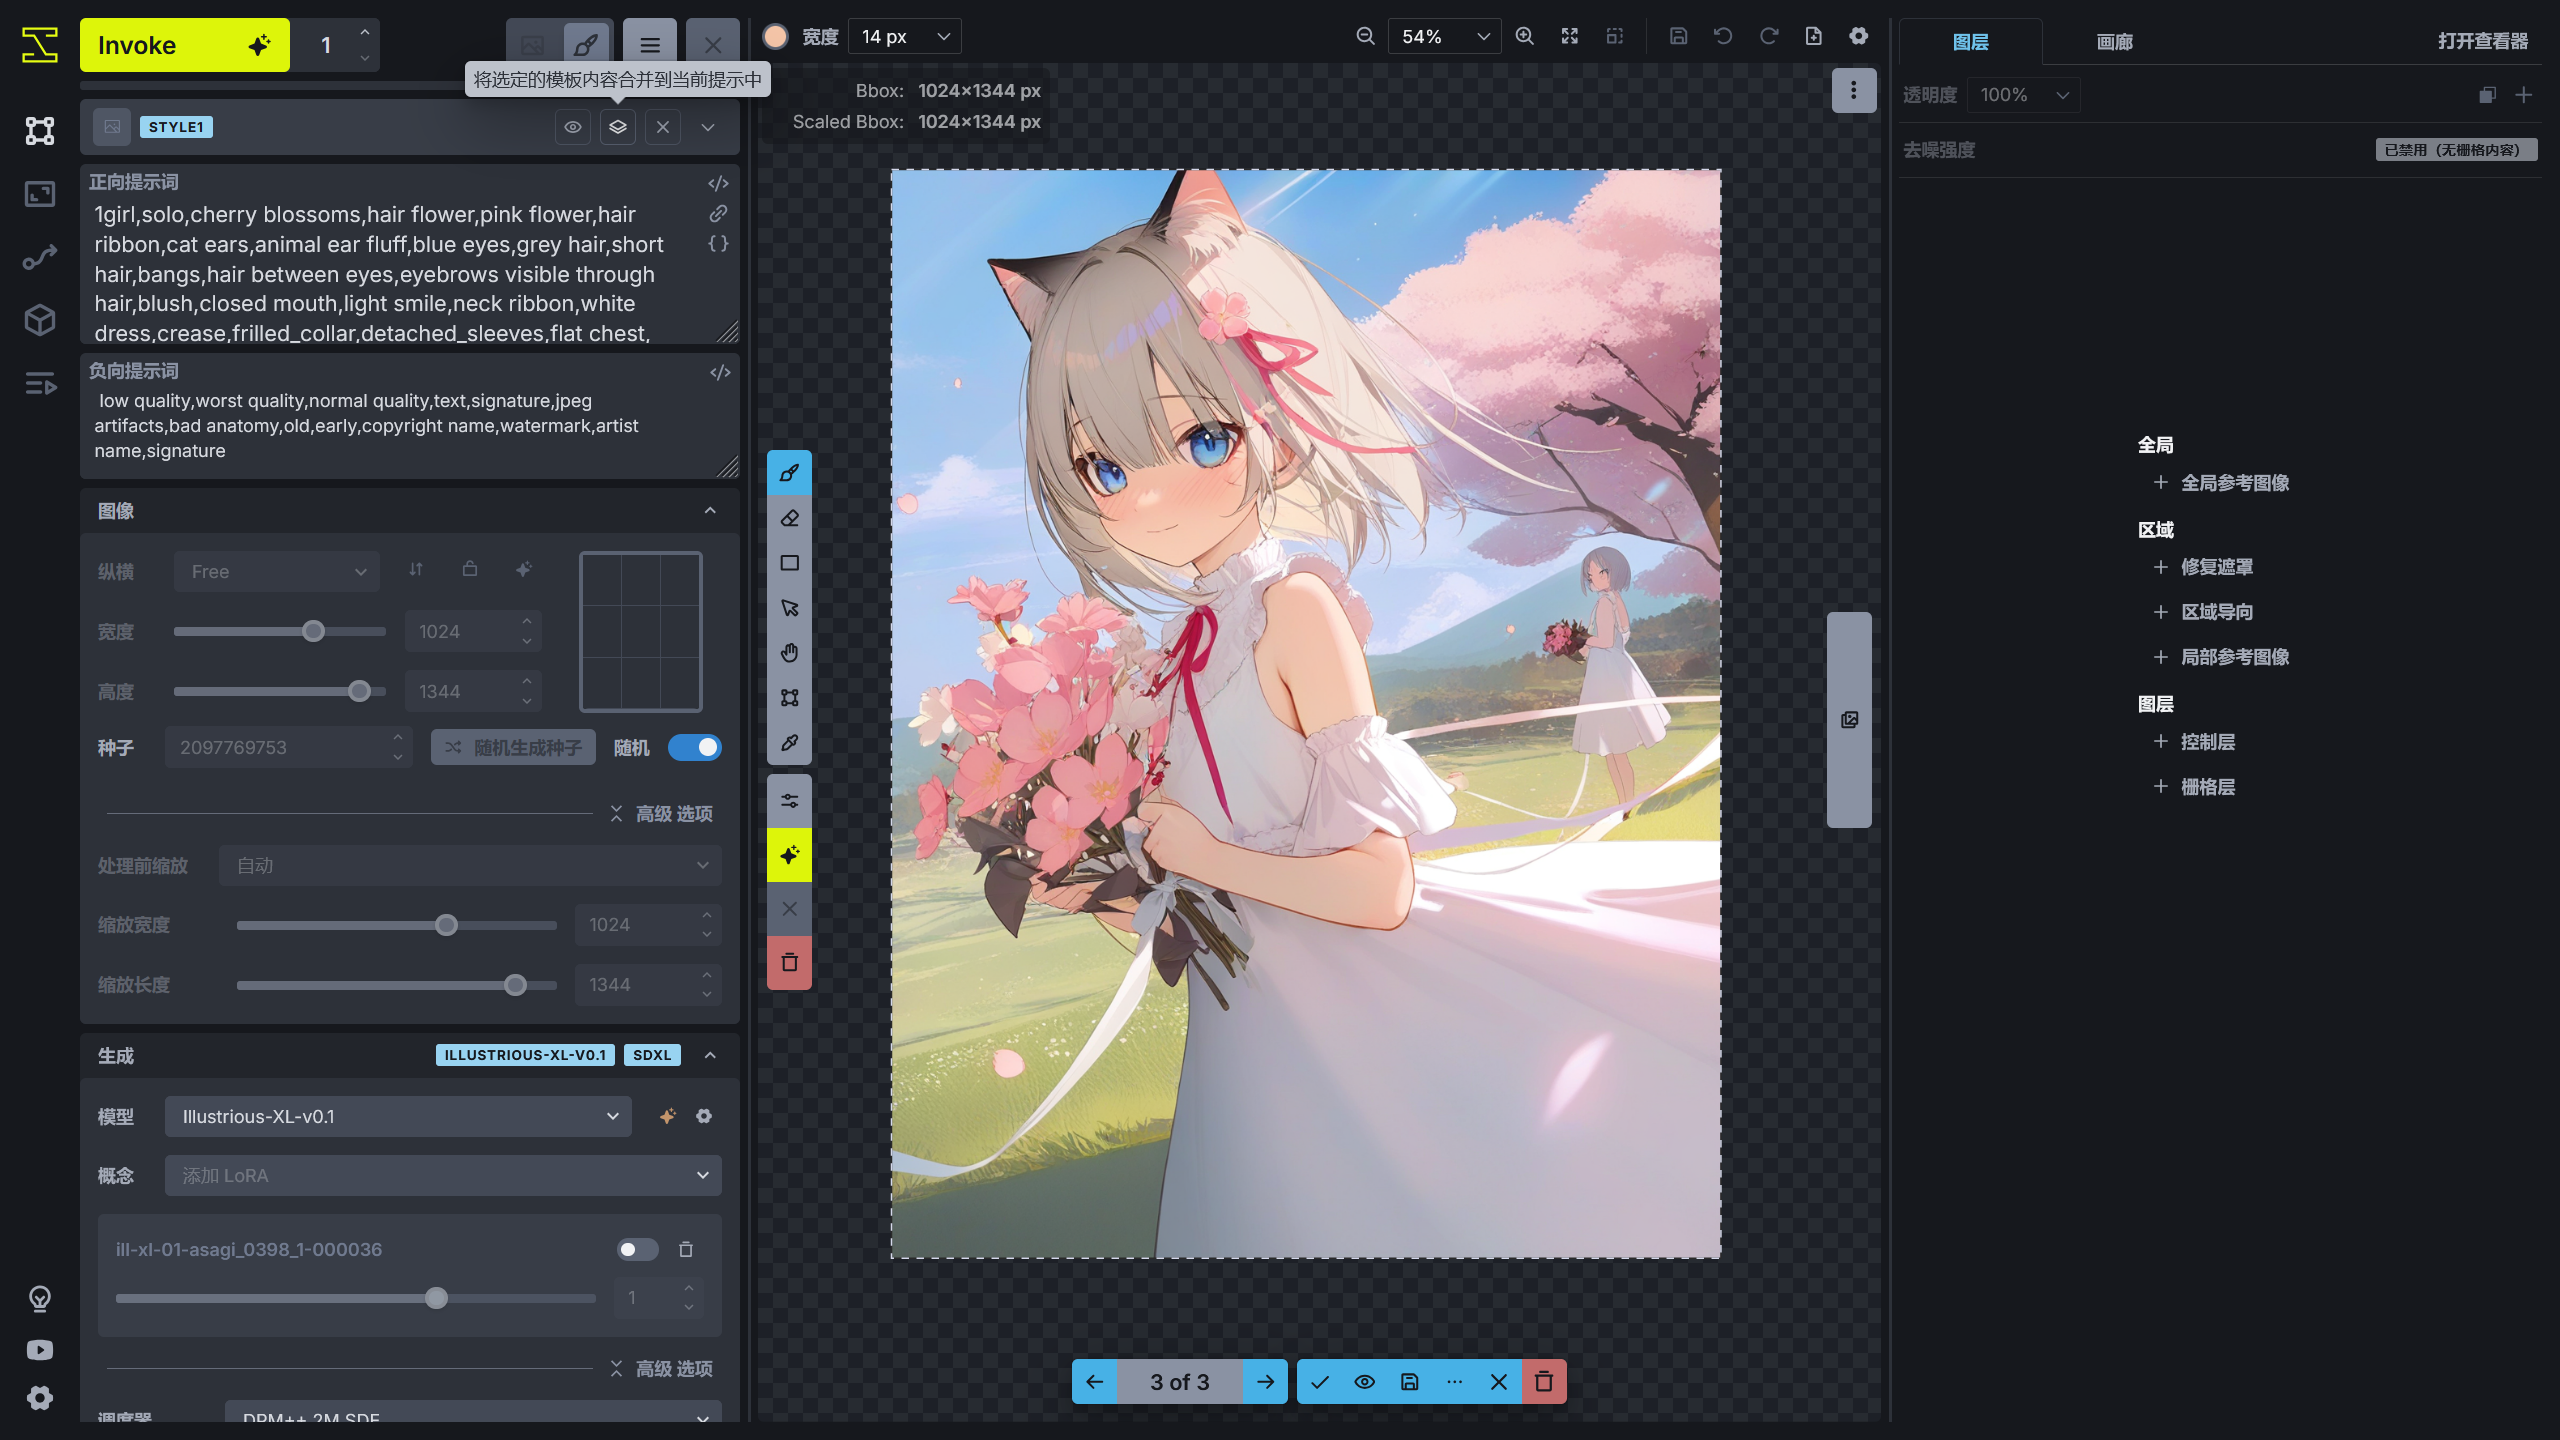 Invoke
1
将选定的模板内容合并到当前提示中
STYLE1
正向提示词
1girl,solo,cherry blossoms,hair flower,pink flower,hair
ribbon,cat ears,animal ear fluff,blue eyes,grey hair,short
hair,bangs,hair between eyes,eyebrows visible through
hair,blush,closed mouth,light smile,neck ribbon,white
dress,crease,frilled_collar,detached_sleeves,flat chest,
负向提示词
low quality,worst quality,normal quality,text,signature,jpeg
artifacts,bad anatomy,old,early,copyright name,watermark,artist
name,signature
图像
纵横
Free
宽度
1024
高度
1344
种子
2097769753
随机生成种子
随机
高级 选项
处理前缩放
自动
缩放宽度
1024
缩放长度
1344
生成
ILLUSTRIOUS-XL-V0.1
SDXL
模型
Illustrious-XL-v0.1
概念
添加 LoRA
ill-xl-01-asagi_0398_1-000036
1
高级 选项
调度器
DPM++ 2M SDE
宽度
14 px
54%
Bbox: 1024×1344 px
Scaled Bbox: 1024×1344 px
3 of 3
图层
画廊
打开查看器
透明度
100%
去噪强度
已禁用（无栅格内容）
全局
全局参考图像
区域
修复遮罩
区域导向
局部参考图像
图层
控制层
栅格层